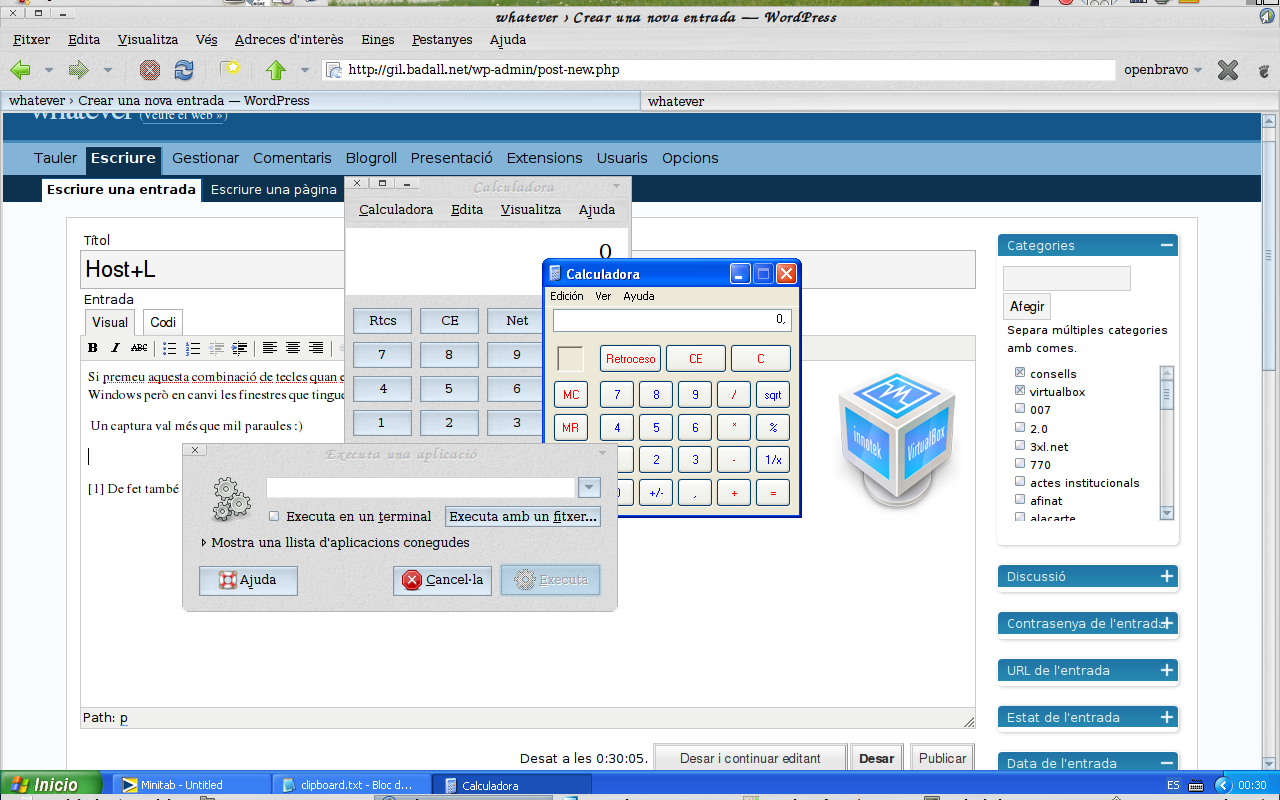 whatever › Crear una nova entrada — WordPress
Fitxer Edita Visualitza Vés Adreces d'interès Eines Pestanyes Ajuda
http://gil.badall.net/wp-admin/post-new.php
openbravo
whatever › Crear una nova entrada — WordPress
whatever
whatever (Veure el web »)
Tauler Escriure Gestionar Comentaris Blogroll Presentació Extensions Usuaris Opcions
Escriure una entrada Escriure una pàgina
Títol
Host+L
Entrada
Visual Codi
B I ABC
Si premeu aquesta combinació de tecles quan
Windows però en canvi les finestres que
Un captura val més que mil paraules :)
[1] De fet també
Path: p
Desat a les 0:30:05. Desar i continuar editant Desar Publicar
Calculadora
Calculadora Edita Visualitza Ajuda
0
Rtcs CE Net
7 8 9
4 5 6
1 2 3
Calculadora
Edición Ver Ayuda
0,
Retroceso CE C
MC 7 8 9 / sqrt
MR 4 5 6 * %
2 3 - 1/x
+/- , + =
innotek VirtualBox
Executa una aplicació
Executa en un terminal Executa amb un fitxer...
Mostra una llista d'aplicacions conegudes
Ajuda Cancel·la Executa
Categories
Afegir
Separa múltiples categories
amb comes.
consells
virtualbox
007
2.0
3xl.net
770
actes institucionals
afinat
alacarte
Discussió
Contrasenya de l'entrada
URL de l'entrada
Estat de l'entrada
Data de l'entrada
Inicio Minitab - Untitled clipboard.txt - Bloc d... Calculadora ES 00:30